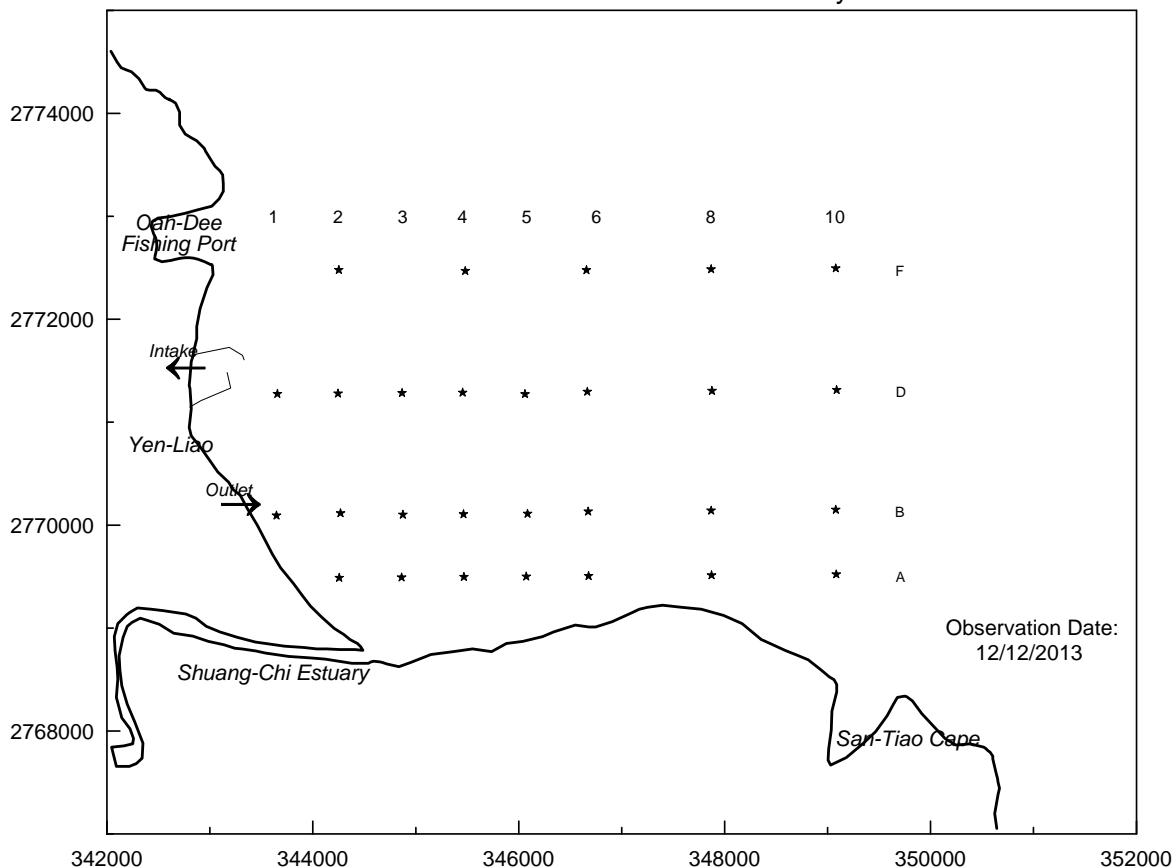 2774000
1 2 3 4 5 6 8 10
Oah-Dee
Fishing Port
F
2772000
Intake
D
Yen-Liao
Outlet
2770000
B
A
Observation Date:
12/12/2013
Shuang-Chi Estuary
2768000
San-Tiao Cape
342000 344000 346000 348000 350000 352000